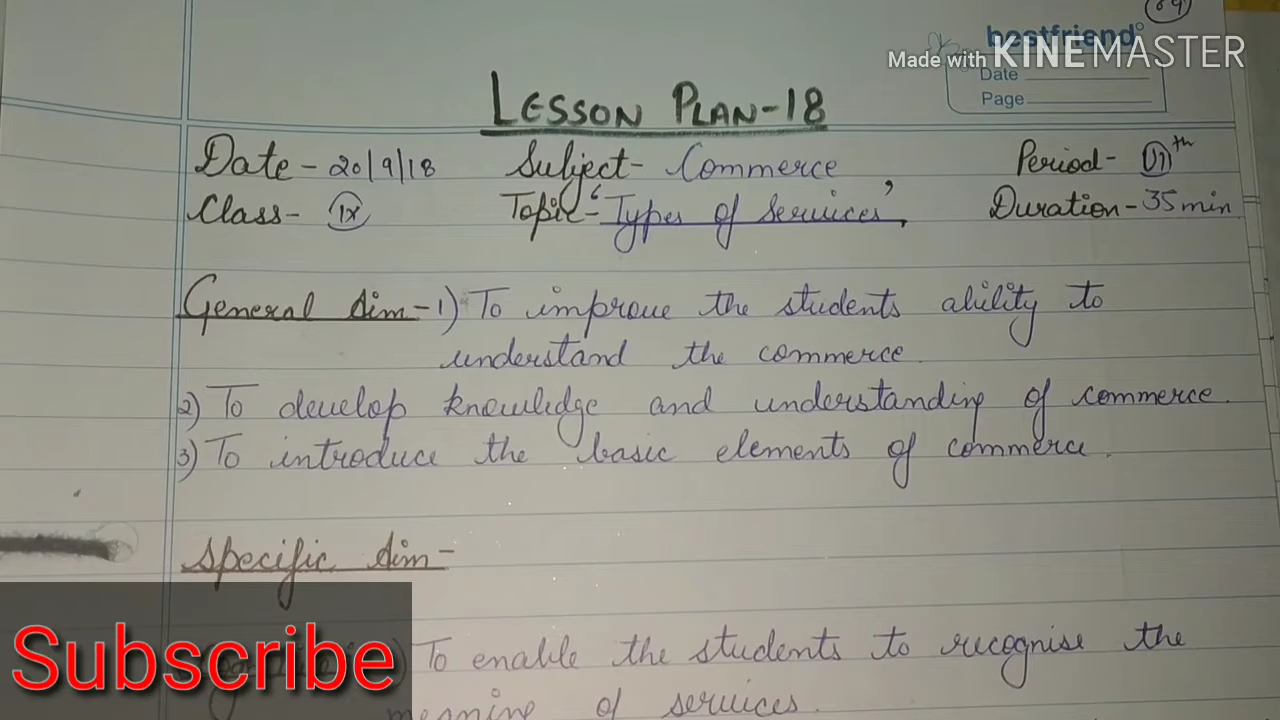 bestfriend
Made with KINEMASTER
Date
Page
LESSON PLAN-18
Date - 20/9/18 Subject- Commerce Period-
Class- IX Topic- 'Types of Services', Duration - 35 min
General Aim - 1) To improve the students ability to
understand the commerce.
2) To develop knowledge and understanding of commerce.
3) To introduce the basic elements of commerce.
Specific Aim -
Subscribe
) To enable the students to recognise the
meaning of services.